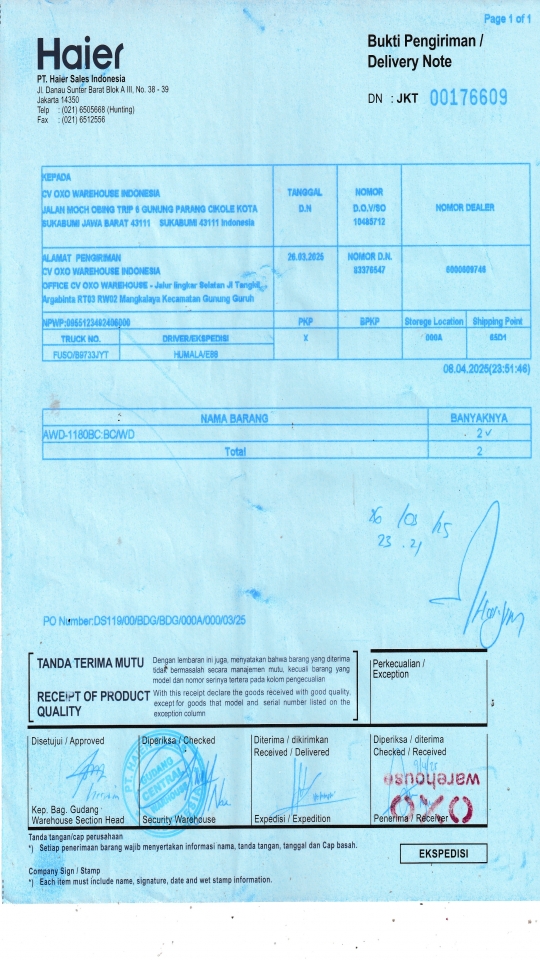 Page 1 of 1
Haier
PT. Haier Sales Indonesia
Jl. Danau Sunter Barat Blok A III, No. 38 - 39
Jakarta 14350
Telp : (021) 6505668 (Hunting)
Fax : (021) 6512556
Bukti Pengiriman /
Delivery Note
DN : JKT 00176609
KEPADA
CV OXO WAREHOUSE INDONESIA
JALAN MOCH OBING TRIP 6 GUNUNG PARANG CIKOLE KOTA
SUKABUMI JAWA BARAT 43111 SUKABUMI 43111 Indonesia
TANGGAL
D.N
NOMOR
D.O.V/SO
10485712
NOMOR DEALER
ALAMAT PENGIRIMAN
CV OXO WAREHOUSE INDONESIA
OFFICE CV OXO WAREHOUSE - Jalur lingkar Selatan Jl
Argabinta RT03 RW02 Mangkalaya Kecamatan Gunung Guruh
26.03.2025
NOMOR D.N.
83376547
PKP
BPKP
Storage Location
Shipping Point
TRUCK NO.
DRIVER/EKSPEDISI
X
000A
65D1
FUSO/B9733JYT
HUMALA/E89
08.04.2025(23:51:46)
NAMA BARANG
BANYAKNYA
AWD-1180BC:BC/WD
2
Total
2
23 . 21
PO Number:DS119/00/BDG/BDG/000A/000/03/25
TANDA TERIMA MUTU
Dengan lembaran ini juga, menyatakan bahwa barang yang diterima
tidak bermasalah secara manajemen mutu, kecuali barang yang
model dan nomor serinya tertera pada kolom pengecualian
RECEIPT OF PRODUCT
QUALITY
With this receipt declare the goods received with good quality,
except for goods that model and serial number listed on the
exception column
Perkecualian /
Exception
Disetujui / Approved
Diperiksa / Checked
Diterima / dikirimkan
Received / Delivered
Diperiksa / diterima
Checked / Received
GUDANG
CENTRAL
warehouse
OXO
Kep. Bag. Gudang
Warehouse Section Head
Security Warehouse
Expedisi / Expedition
Penerima / Receiver
Tanda tangan/cap perusahaan
*) Setiap penerimaan barang wajib menyertakan informasi nama, tanda tangan, tanggal dan Cap basah.
EKSPEDISI
Company Sign / Stamp
*) Each item must include name, signature, date and wet stamp information.